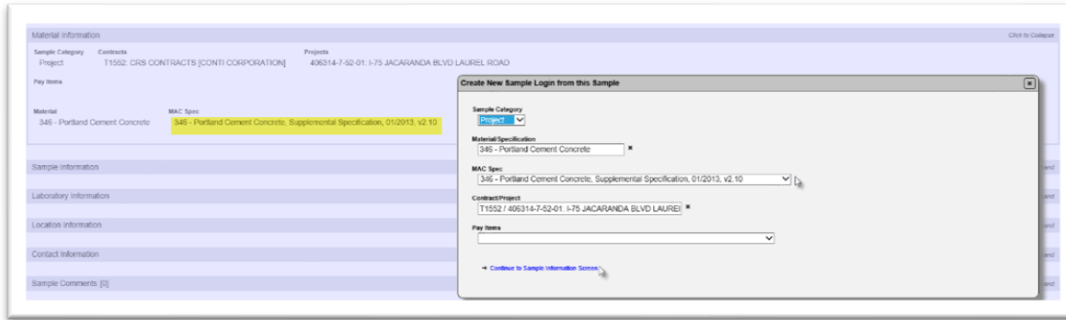 Material Information
Click to Collapse
Sample Category Contracts Projects
Project T1552: CRS CONTRACTS [CONTI CORPORATION] 406314-7-52-01: I-75 JACARANDA BLVD LAUREL ROAD
Pay Items
Material MAC Spec
346 - Portland Cement Concrete 346 - Portland Cement Concrete, Supplemental Specification, 01/2013, v2.10
Sample Information
Laboratory Information
Location Information
Contact Information
Sample Comments [0]
Create New Sample Login from this Sample
Sample Category
Project
Material/Specification
346 - Portland Cement Concrete
MAC Spec
346 - Portland Cement Concrete, Supplemental Specification, 01/2013, v2.10
Contract/Project
T1552 / 406314-7-52-01: I-75 JACARANDA BLVD LAUREI
Pay Items
Continue to Sample Information Screen